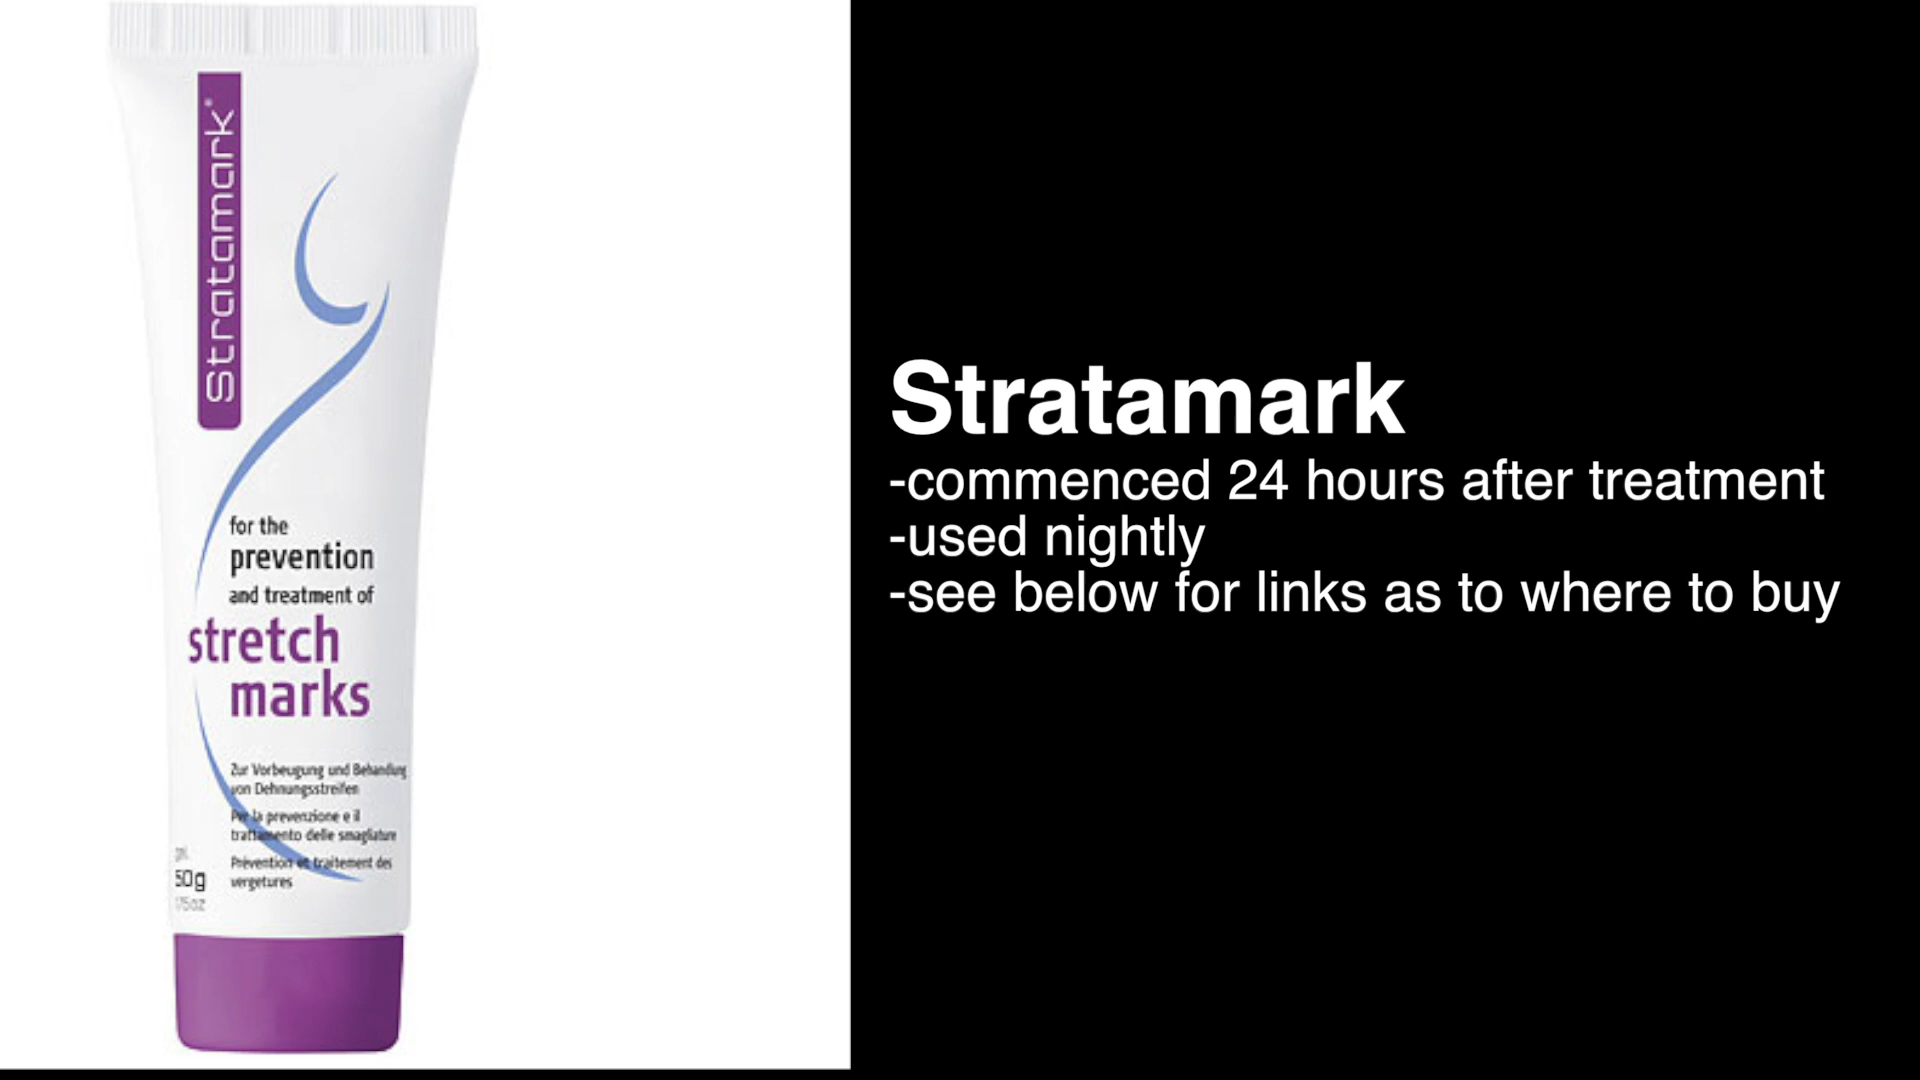 Stratamark®
for the
prevention
and treatment of
stretch
marks
Zur Vorbeugung und Behandlung
von Dehnungsstreifen
Per la prevenzione e il
trattamento delle smagliature
Prévention et traitement des
vergetures
50g
Stratamark
-commenced 24 hours after treatment
-used nightly
-see below for links as to where to buy